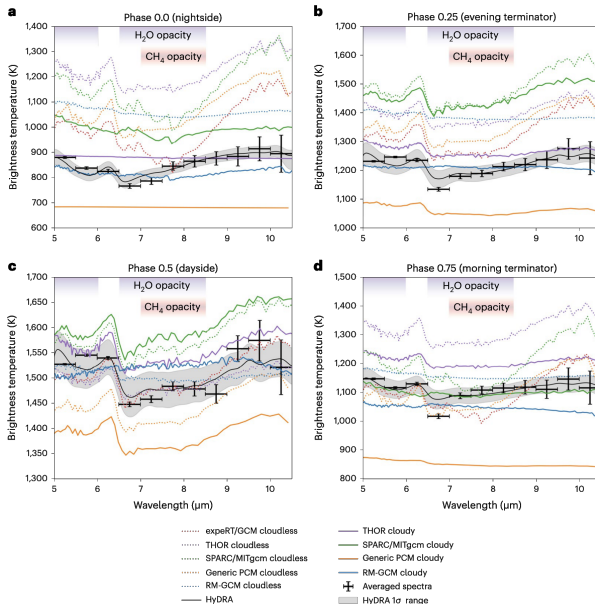 a
Phase 0.0 (nightside)
H2O opacity
CH4 opacity
Brightness temperature (K)
1,400
1,300
1,200
1,100
1,000
900
800
700
600
5 6 7 8 9 10
b
Phase 0.25 (evening terminator)
H2O opacity
CH4 opacity
Brightness temperature (K)
1,700
1,600
1,500
1,400
1,300
1,200
1,100
1,000
5 6 7 8 9 10
c
Phase 0.5 (dayside)
H2O opacity
CH4 opacity
Brightness temperature (K)
1,700
1,650
1,600
1,550
1,500
1,450
1,400
1,350
1,300
5 6 7 8 9 10
Wavelength (μm)
d
Phase 0.75 (morning terminator)
H2O opacity
CH4 opacity
Brightness temperature (K)
1,500
1,400
1,300
1,200
1,100
1,000
900
800
5 6 7 8 9 10
Wavelength (μm)
expeRT/GCM cloudless
THOR cloudless
SPARC/MITgcm cloudless
Generic PCM cloudless
RM-GCM cloudless
HyDRA
THOR cloudy
SPARC/MITgcm cloudy
Generic PCM cloudy
RM-GCM cloudy
Averaged spectra
HyDRA 1σ range